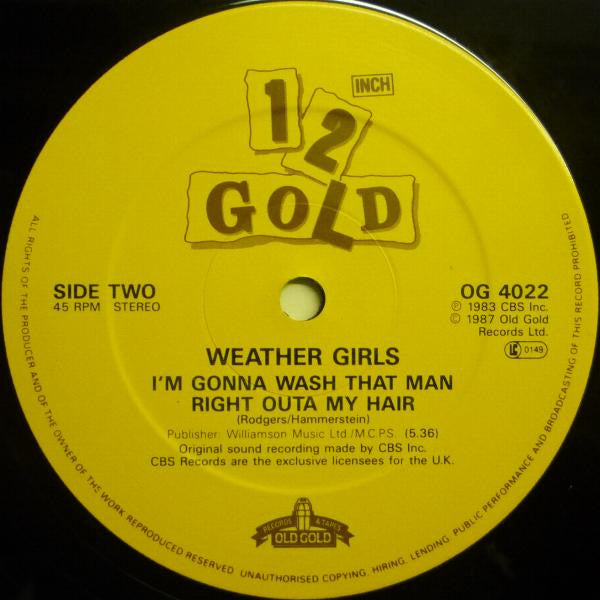 12
INCH
GOLD
SIDE TWO
45 RPM STEREO
OG 4022
Ⓟ 1983 CBS Inc.
© 1987 Old Gold
Records Ltd.
LC 0149
WEATHER GIRLS
I'M GONNA WASH THAT MAN
RIGHT OUTA MY HAIR
(Rodgers/Hammerstein)
Publisher: Williamson Music Ltd./M.C.P.S. (5.36)
Original sound recording made by CBS Inc.
CBS Records are the exclusive licensees for the U.K.
RECORDS & TAPES
OLD GOLD
ALL RIGHTS OF THE PRODUCER AND OF THE OWNER OF THE WORK REPRODUCED RESERVED UNAUTHORISED COPYING, HIRING, LENDING, PUBLIC PERFORMANCE AND BROADCASTING OF THIS RECORD PROHIBITED